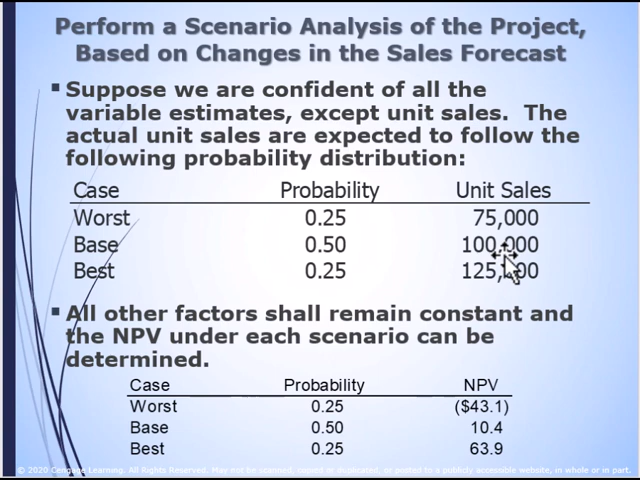 Perform a Scenario Analysis of the Project,
Based on Changes in the Sales Forecast
Suppose we are confident of all the
variable estimates, except unit sales. The
actual unit sales are expected to follow the
following probability distribution:
Case Probability Unit Sales
Worst 0.25 75,000
Base 0.50 100,000
Best 0.25 125,000
All other factors shall remain constant and
the NPV under each scenario can be
determined.
Case Probability NPV
Worst 0.25 ($43.1)
Base 0.50 10.4
Best 0.25 63.9
© 2020 Cengage Learning. All Rights Reserved. May not be scanned, copied or duplicated, or posted to a publicly accessible website, in whole or in part.